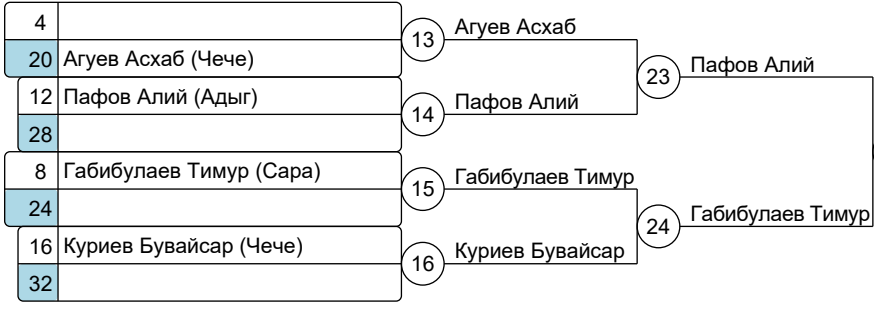 4
13 Агуев Асхаб
20 Агуев Асхаб (Чече)
23 Пафов Алий
12 Пафов Алий (Адыг)
14 Пафов Алий
28
8 Габибулаев Тимур (Сара)
15 Габибулаев Тимур
24
24 Габибулаев Тимур
16 Куриев Бувайсар (Чече)
16 Куриев Бувайсар
32